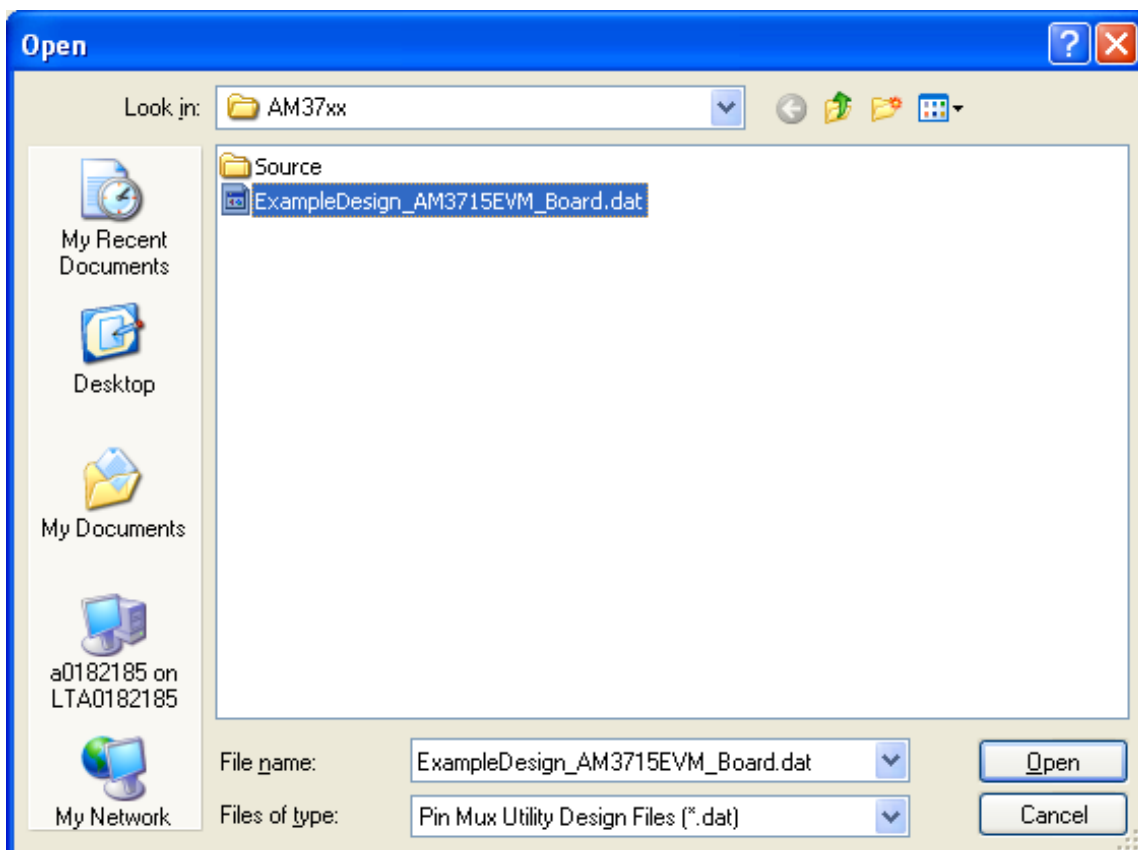 Open
Look in: AM37xx
Source
ExampleDesign_AM3715EVM_Board.dat
My Recent
Documents
Desktop
My Documents
a0182185 on
LTA0182185
My Network
File name: ExampleDesign_AM3715EVM_Board.dat Open
Files of type: Pin Mux Utility Design Files (*.dat) Cancel